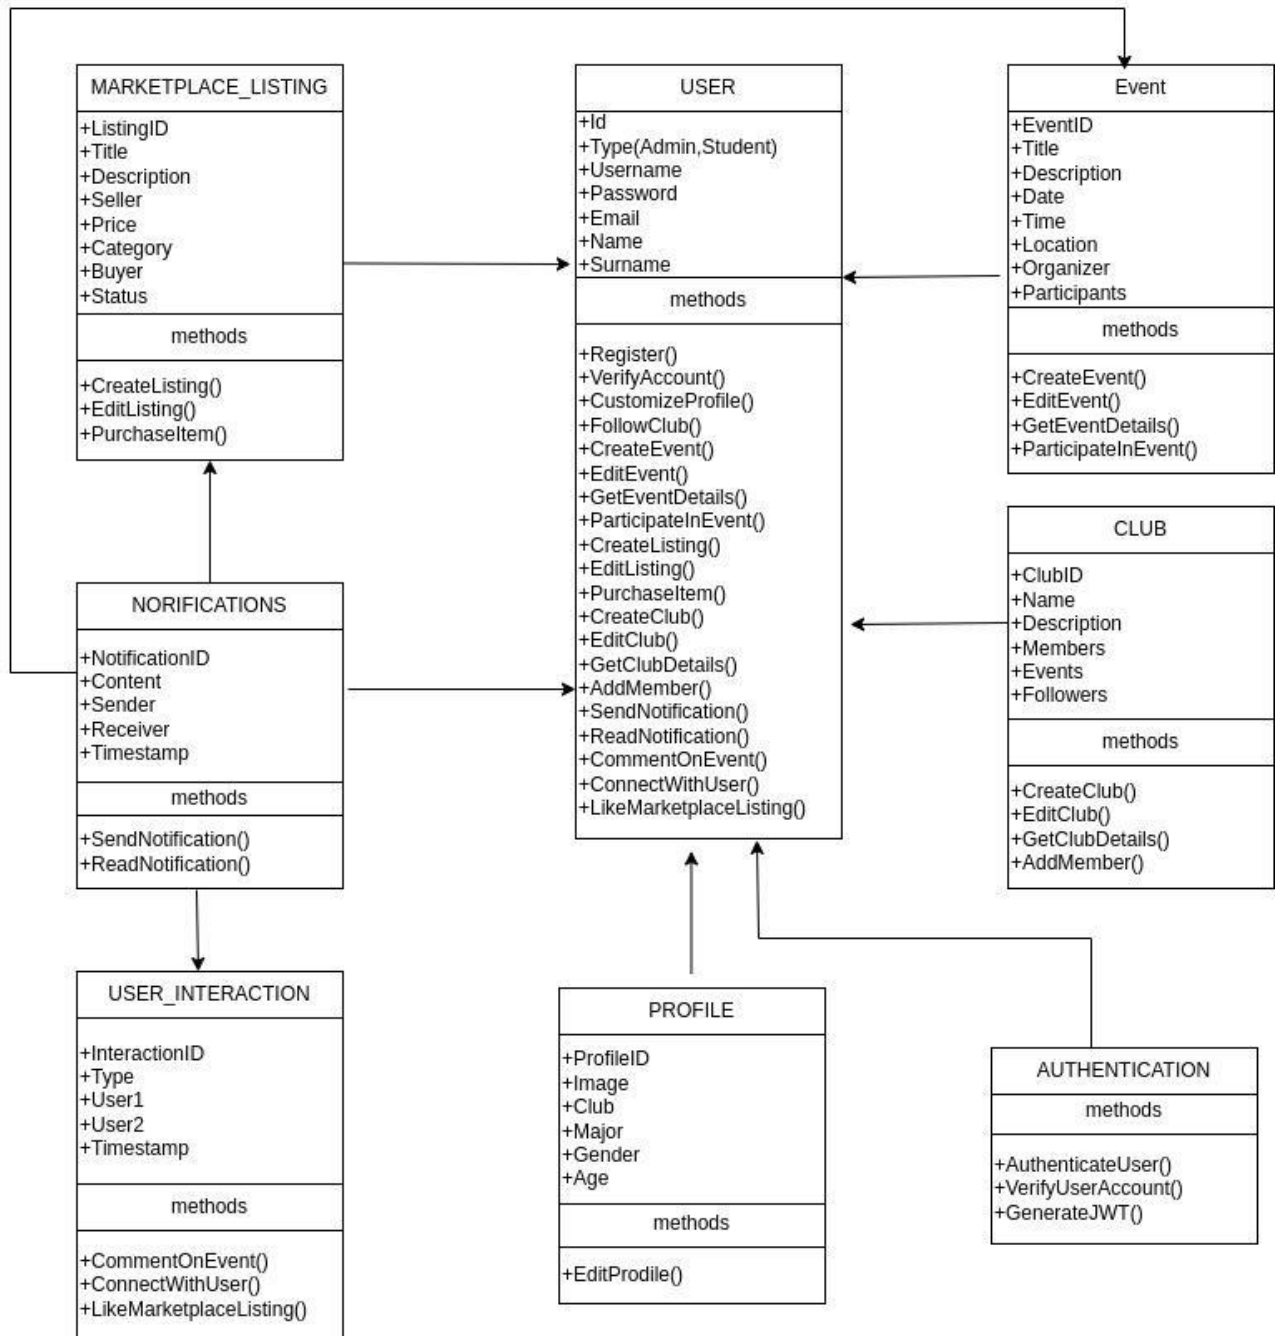 MARKETPLACE_LISTING
+ListingID
+Title
+Description
+Seller
+Price
+Category
+Buyer
+Status
methods
+CreateListing()
+EditListing()
+PurchaseItem()
USER
+Id
+Type(Admin,Student)
+Username
+Password
+Email
+Name
+Surname
methods
+Register()
+VerifyAccount()
+CustomizeProfile()
+FollowClub()
+CreateEvent()
+EditEvent()
+GetEventDetails()
+ParticipateInEvent()
+CreateListing()
+EditListing()
+PurchaseItem()
+CreateClub()
+EditClub()
+GetClubDetails()
+AddMember()
+SendNotification()
+ReadNotification()
+CommentOnEvent()
+ConnectWithUser()
+LikeMarketplaceListing()
Event
+EventID
+Title
+Description
+Date
+Time
+Location
+Organizer
+Participants
methods
+CreateEvent()
+EditEvent()
+GetEventDetails()
+ParticipateInEvent()
CLUB
+ClubID
+Name
+Description
+Members
+Events
+Followers
methods
+CreateClub()
+EditClub()
+GetClubDetails()
+AddMember()
NORIFICATIONS
+NotificationID
+Content
+Sender
+Receiver
+Timestamp
methods
+SendNotification()
+ReadNotification()
USER_INTERACTION
+InteractionID
+Type
+User1
+User2
+Timestamp
methods
+CommentOnEvent()
+ConnectWithUser()
+LikeMarketplaceListing()
PROFILE
+ProfileID
+Image
+Club
+Major
+Gender
+Age
methods
+EditProdile()
AUTHENTICATION
methods
+AuthenticateUser()
+VerifyUserAccount()
+GenerateJWT()